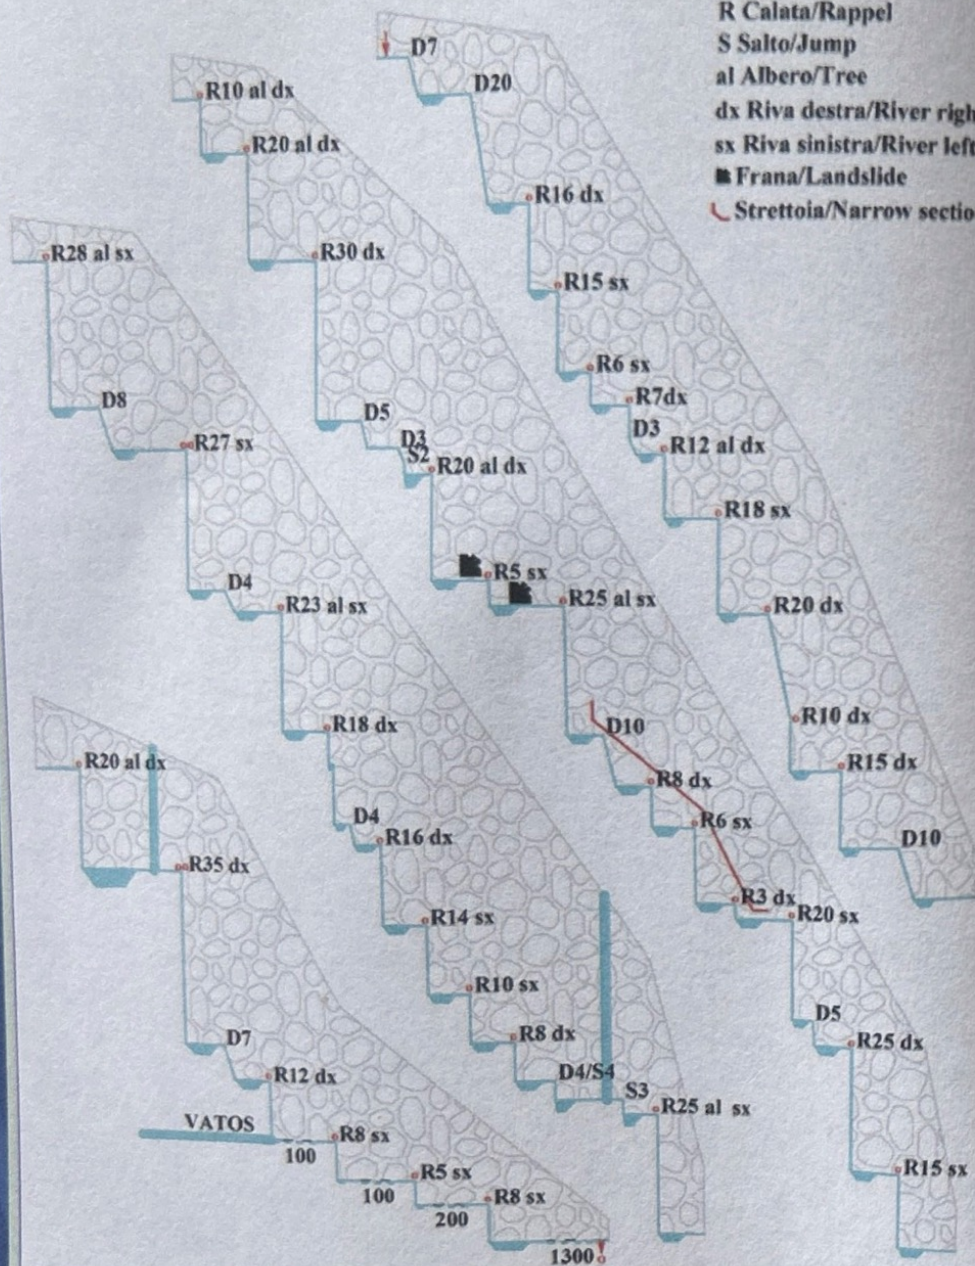 R Calata/Rappel
S Salto/Jump
al Albero/Tree
dx Riva destra/River righ
sx Riva sinistra/River left
Frana/Landslide
Strettoia/Narrow sectio
D7
D20
R16 dx
R15 sx
R6 sx
R7dx
D3
R12 al dx
R18 sx
R20 dx
R10 dx
R15 dx
D10
R10 al dx
R20 al dx
R30 dx
D5
D3
S2
R20 al dx
R5 sx
R25 al sx
D10
R8 dx
R6 sx
R3 dx
R20 sx
D5
R25 dx
R15 sx
R28 al sx
D8
R27 sx
D4
R23 al sx
R18 dx
D4
R16 dx
R14 sx
R10 sx
R8 dx
D4/S4
S3
R25 al sx
R20 al dx
R35 dx
D7
R12 dx
VATOS
100
R8 sx
100
R5 sx
200
R8 sx
1300